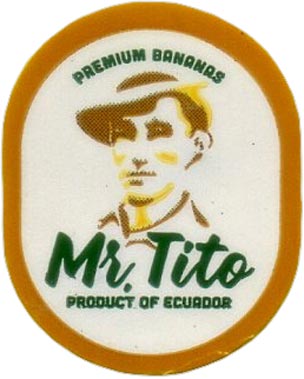 PREMIUM BANANAS
Mr. Tito
PRODUCT OF ECUADOR